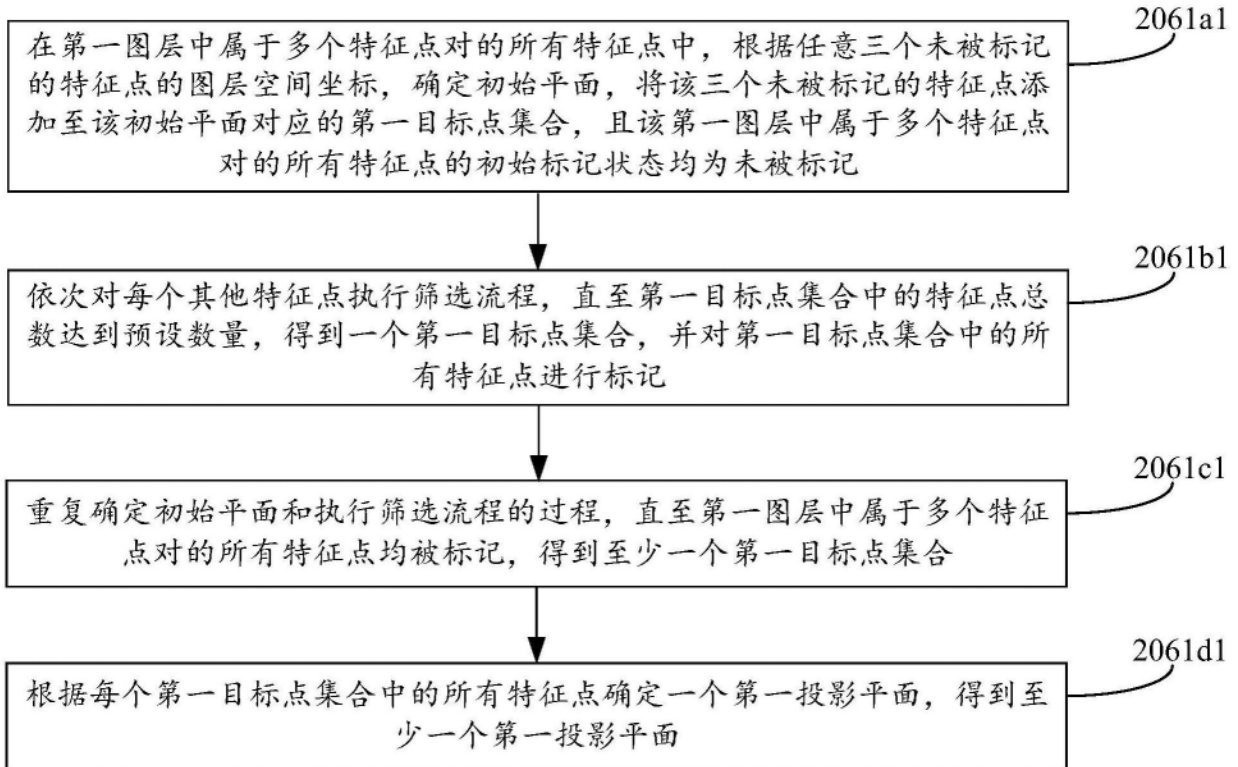 2061a1
在第一图层中属于多个特征点对的所有特征点中，根据任意三个未被标记
的特征点的图层空间坐标，确定初始平面，将该三个未被标记的特征点添
加至该初始平面对应的第一目标点集合，且该第一图层中属于多个特征点
对的所有特征点的初始标记状态均为未被标记
2061b1
依次对每个其他特征点执行筛选流程，直至第一目标点集合中的特征点总
数达到预设数量，得到一个第一目标点集合，并对第一目标点集合中的所
有特征点进行标记
2061c1
重复确定初始平面和执行筛选流程的过程，直至第一图层中属于多个特征
点对的所有特征点均被标记，得到至少一个第一目标点集合
2061d1
根据每个第一目标点集合中的所有特征点确定一个第一投影平面，得到至
少一个第一投影平面